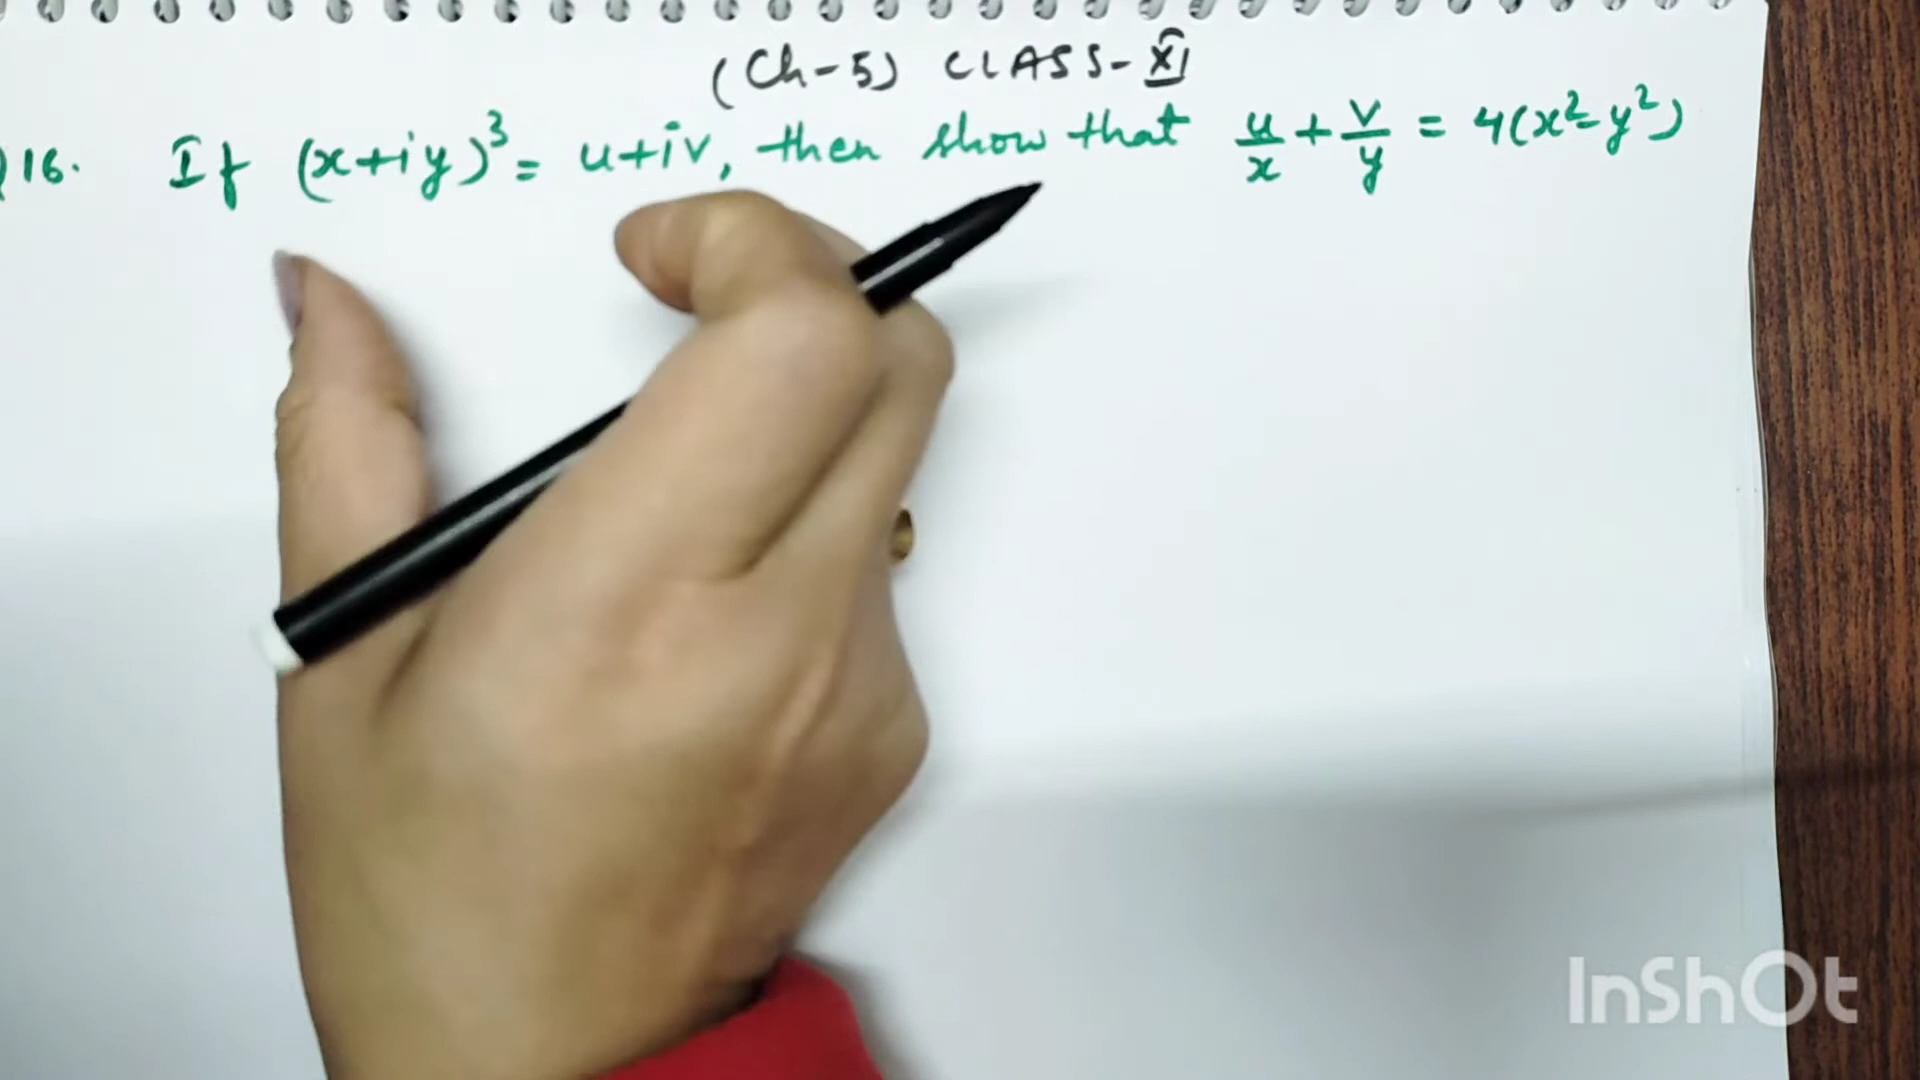 (Ch-5) CLASS-XI
16. If (x+iy)³ = u+iv, then show that u/x + v/y = 4(x²-y²)
InShOt